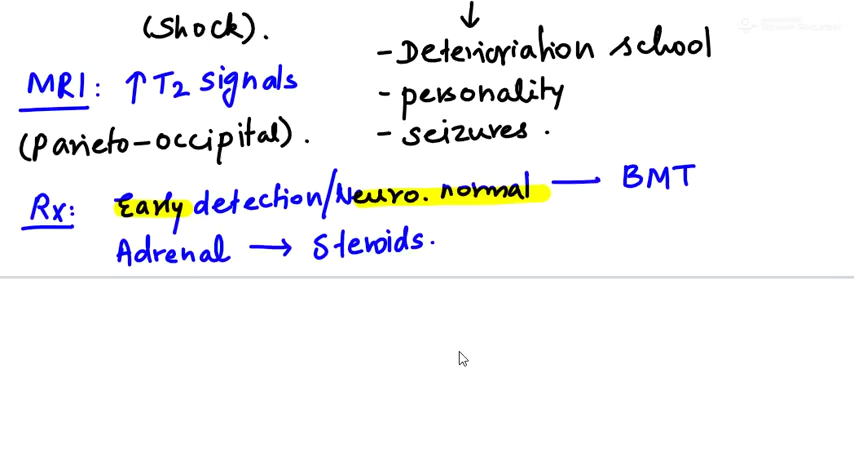 (Shock).
↓
- Deterioriation school
MRI: ↑ T2 signals
- personality
(Parieto-occipital).
- seizures.
Rx: Early detection/Neuro. normal — BMT
Adrenal → Steroids.